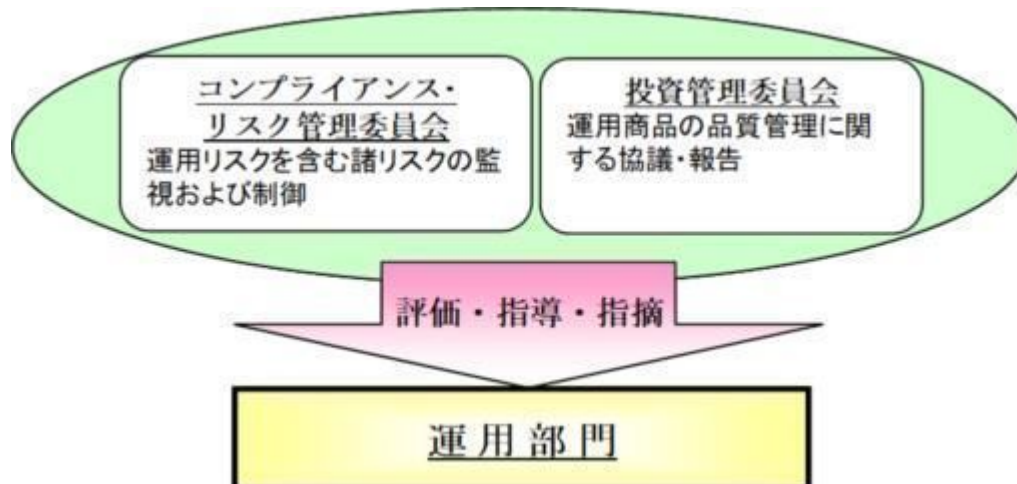 コンプライアンス・
リスク管理委員会
運用リスクを含む諸リスクの監
視および制御
投資管理委員会
運用商品の品質管理に関
する協議・報告
評価・指導・指摘
運用部門